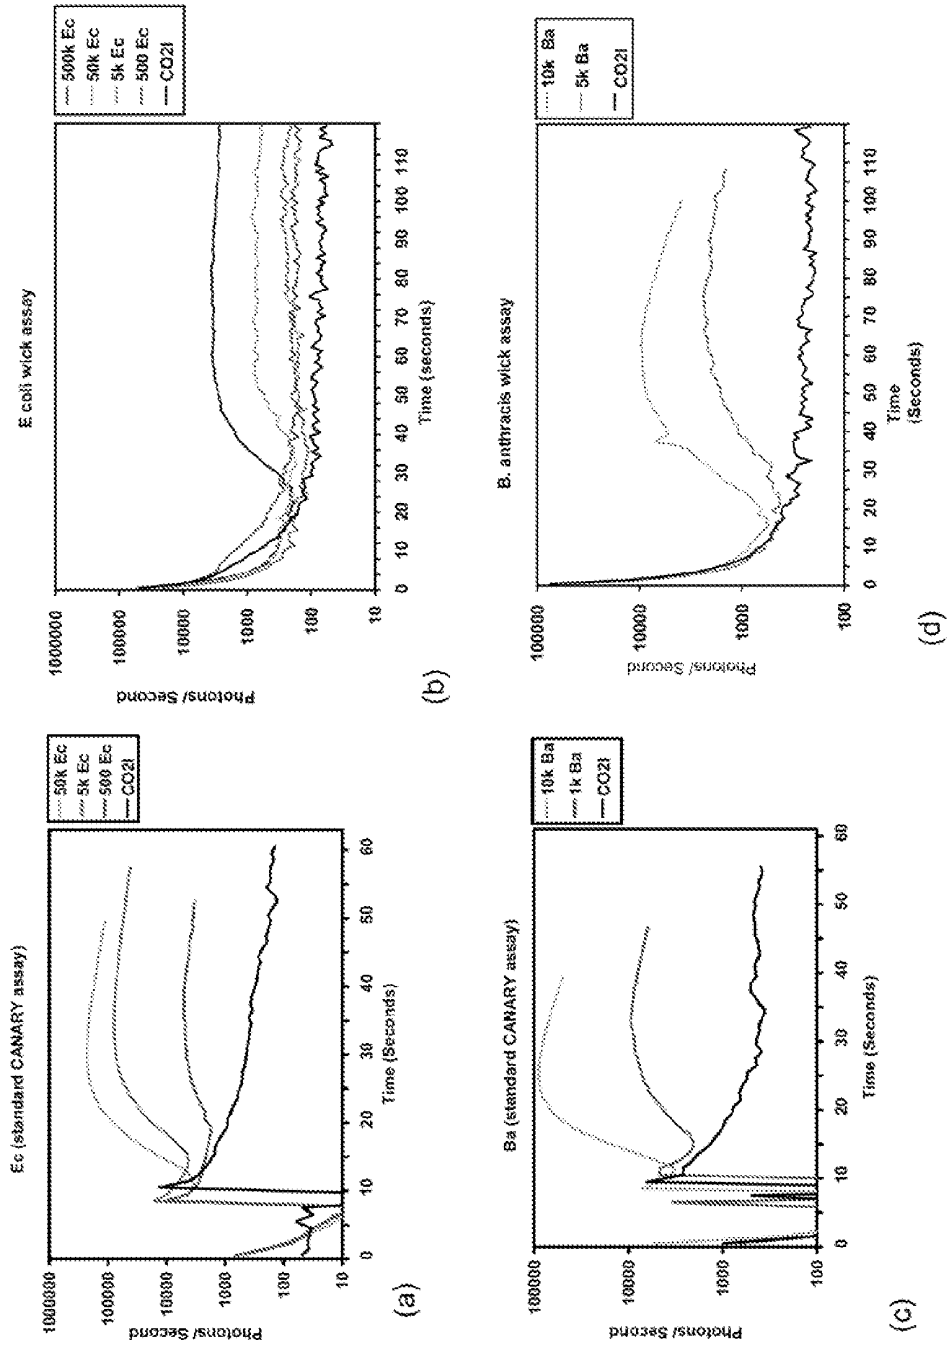 Ec (standard CANARY assay)
50k Ec
5k Ec
500 Ec
CO2I
1000000
100000
10000
1000
100
10
Photons/ Second
0 10 20 30 40 50 60
Time (Seconds)
(a)
E coli wick assay
500k Ec
50k Ec
5k Ec
500 Ec
CO2I
1000000
100000
10000
1000
100
10
Photons/ Second
0 10 20 30 40 50 60 70 80 90 100 110
Time (seconds)
(b)
Ba (standard CANARY assay)
10k Ba
1k Ba
CO2I
100000
10000
1000
100
Photons/ Second
0 10 20 30 40 50 60
Time (Seconds)
(c)
B. anthracis wick assay
10k Ba
5k Ba
CO2I
100000
10000
1000
100
Photons/ Second
0 10 20 30 40 50 60 70 80 90 100 110
Time
(Seconds)
(d)